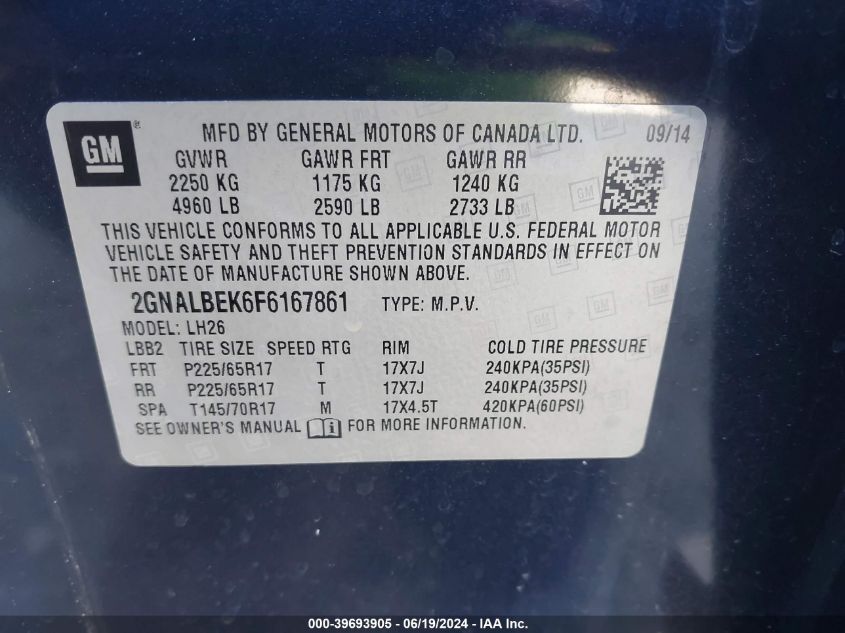 GM ®
MFD BY GENERAL MOTORS OF CANADA LTD. 09/14
GVWR GAWR FRT GAWR RR
2250 KG 1175 KG 1240 KG
4960 LB 2590 LB 2733 LB
THIS VEHICLE CONFORMS TO ALL APPLICABLE U.S. FEDERAL MOTOR
VEHICLE SAFETY AND THEFT PREVENTION STANDARDS IN EFFECT ON
THE DATE OF MANUFACTURE SHOWN ABOVE.
2GNALBEK6F6167861 TYPE: M.P.V.
MODEL: LH26
LBB2 TIRE SIZE SPEED RTG RIM COLD TIRE PRESSURE
FRT P225/65R17 T 17X7J 240KPA(35PSI)
RR P225/65R17 T 17X7J 240KPA(35PSI)
SPA T145/70R17 M 17X4.5T 420KPA(60PSI)
SEE OWNER'S MANUAL i FOR MORE INFORMATION.
000-39693905 - 06/19/2024 - IAA Inc.